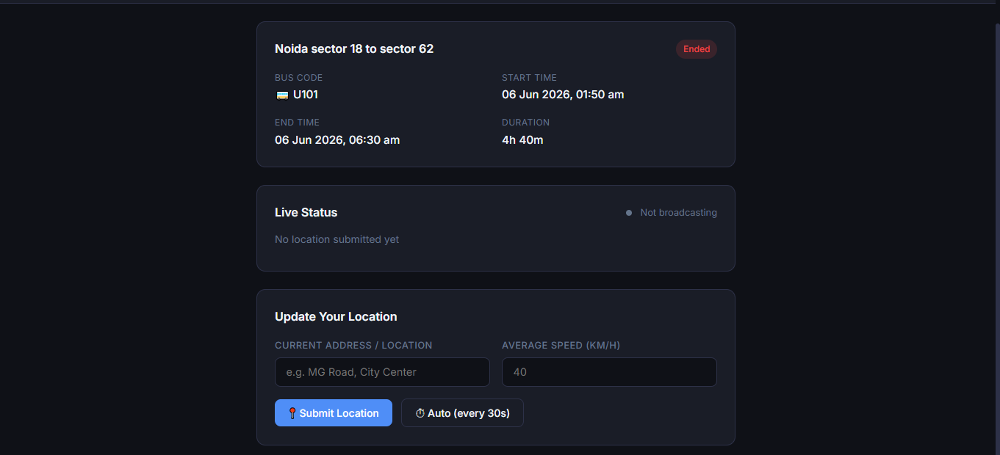 Noida sector 18 to sector 62
Ended
BUS CODE
START TIME
U101
06 Jun 2026, 01:50 am
END TIME
DURATION
06 Jun 2026, 06:30 am
4h 40m
Live Status
Not broadcasting
No location submitted yet
Update Your Location
CURRENT ADDRESS / LOCATION
AVERAGE SPEED (KM/H)
e.g. MG Road, City Center
40
Submit Location
Auto (every 30s)